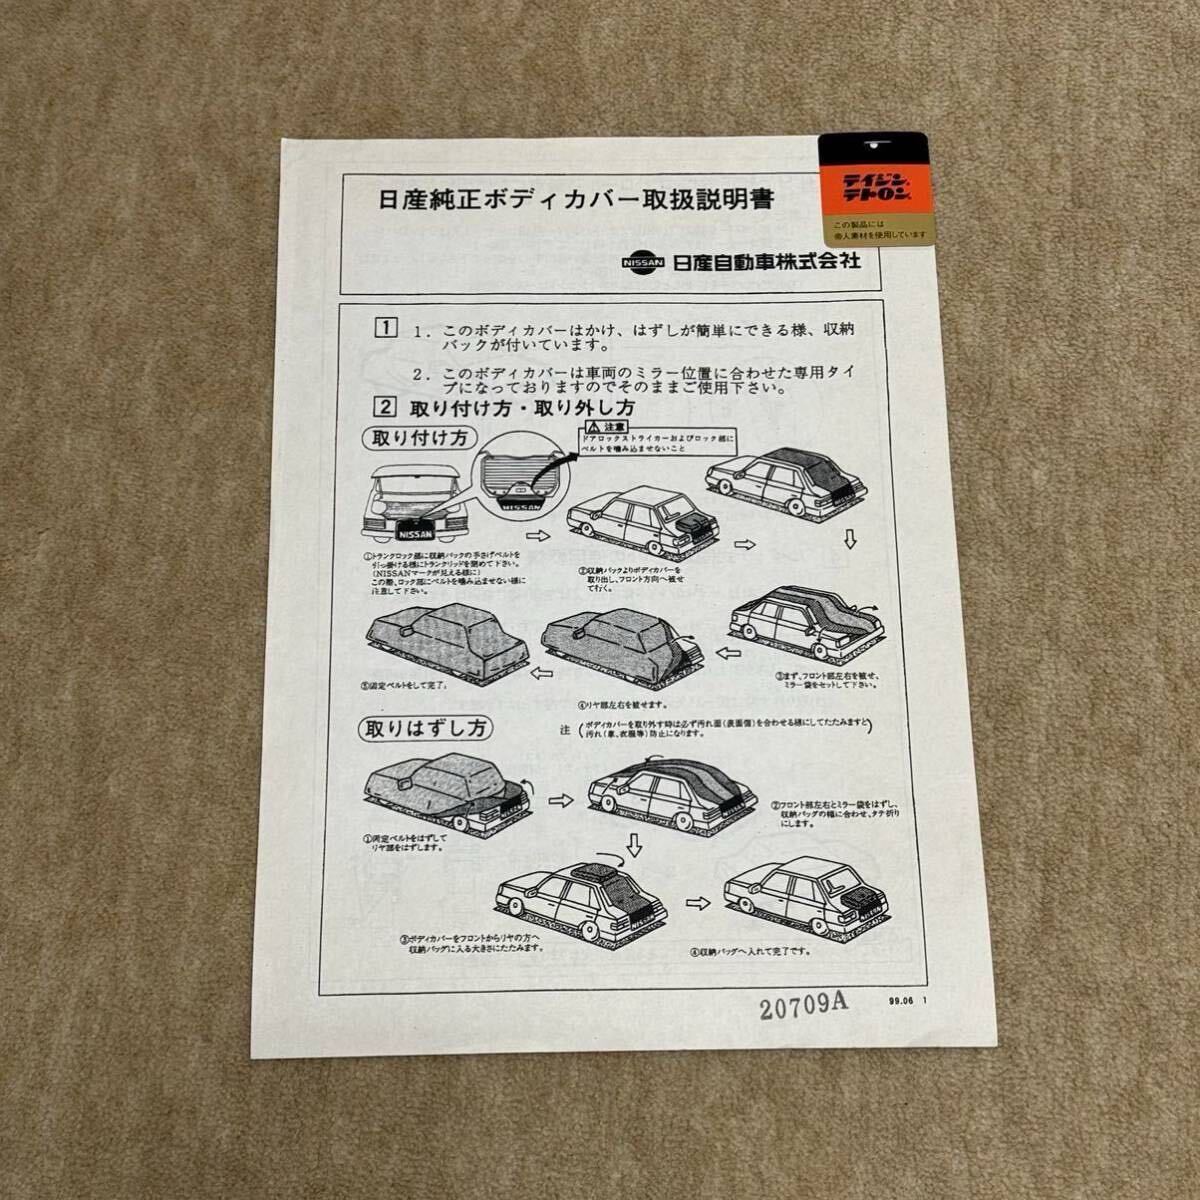 日産純正ボディカバー取扱説明書
テイジン
テトロン
この製品には
帝人素材を使用しています
NISSAN 日産自動車株式会社
1 1. このボディカバーはかけ、はずしが簡単にできる様、収納
バックが付いています。
2. このボディカバーは車両のミラー位置に合わせた専用タイ
プになっておりますのでそのままご使用下さい。
2 取り付け方・取り外し方
取り付け方
⚠ 注意
ドアロックストライカーおよびロック部に
ベルトを噛み込ませないこと
NISSAN
NISSAN
NISSAN
①トランクロック部に収納バックの手さげベルトを
引っ掛ける様にトランクリッドを閉めて下さい。
(NISSANマークが見える様に)
この際、ロック部にベルトを噛み込ませない様に
注意して下さい。
②収納バックよりボディカバーを
取り出し、フロント方向へ被せ
て行く。
③まず、フロント部左右を被せ、
ミラー袋をセットして下さい。
④リヤ部左右を被せます。
⑤固定ベルトをして完了。
取りはずし方
注 (ボディカバーを取り外す時は必ず汚れ面(表面側)を合わせる様にしてたたみますと
汚れ(車、衣服等)防止になります。)
NISSAN
NISSAN
①固定ベルトをはずして
リヤ部をはずします。
②フロント部左右とミラー袋をはずし、
収納バッグの幅に合わせ、タテ折り
にします。
NISSAN
NISSAN
③ボディカバーをフロントからリヤの方へ
収納バッグに入る大きさにたたみます。
④収納バッグへ入れて完了です。
20709A
99.06 1